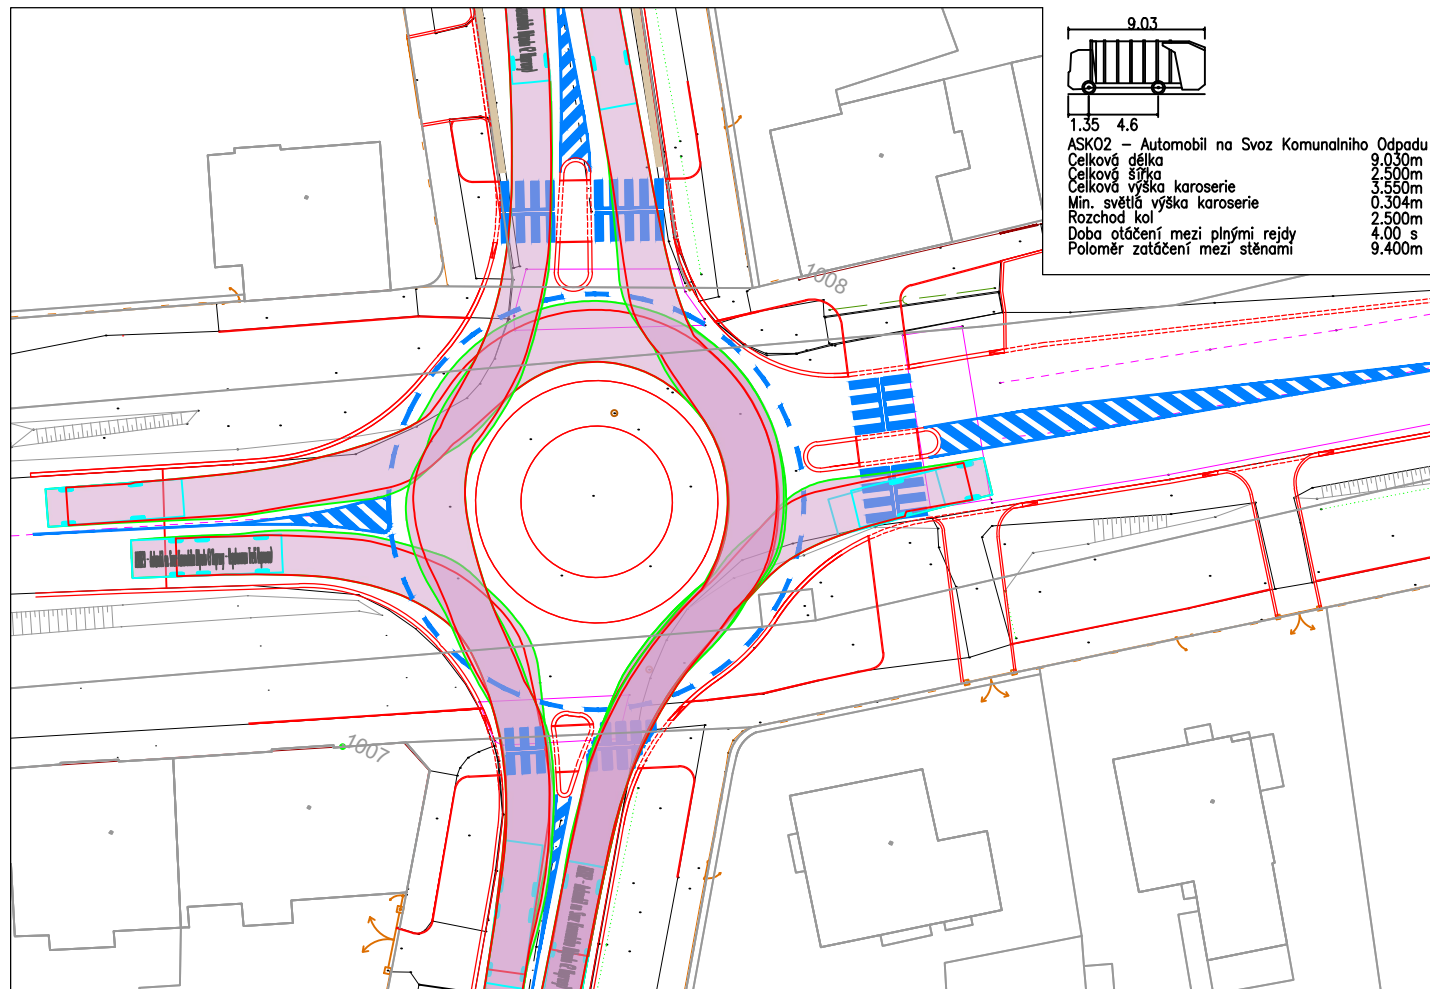 9.03
1.35 4.6
ASKO2 – Automobil na Svoz Komunalniho Odpadu
Celková délka 9.030m
Celková šířka 2.500m
Celková výška karoserie 3.550m
Min. světlá výška karoserie 0.304m
Rozchod kol 2.500m
Doba otáčení mezi plnými rejdy 4.00 s
Poloměr zatáčení mezi stěnami 9.400m
1008
1007